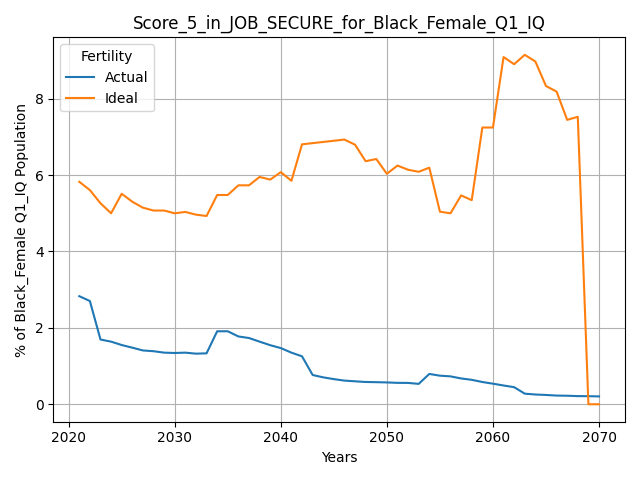 Score_5_in_JOB_SECURE_for_Black_Female_Q1_IQ
Fertility
Actual
Ideal
% of Black_Female Q1_IQ Population
8
6
4
2
0
2020 2030 2040 2050 2060 2070
Years